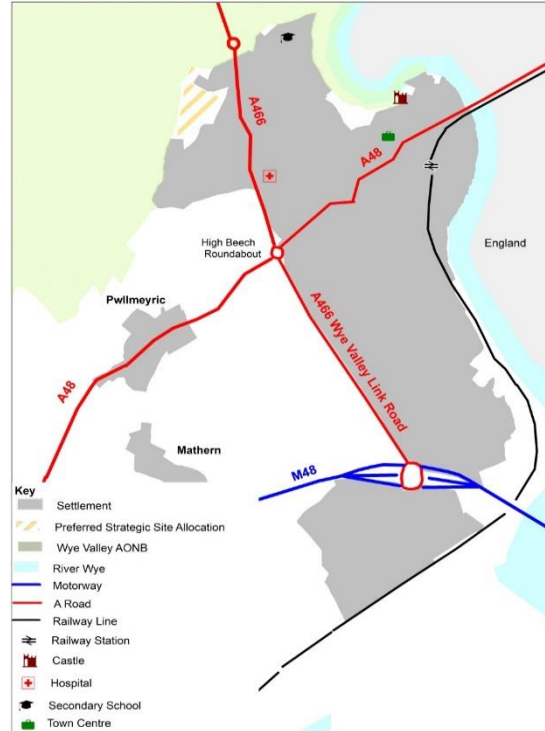 A466
A48
England
High Beech
Roundabout
A466 Wye Valley Link Road
Pwllmeyric
A48
Mathern
M48
Key
Settlement
Preferred Strategic Site Allocation
Wye Valley AONB
River Wye
Motorway
A Road
Railway Line
Railway Station
Castle
Hospital
Secondary School
Town Centre